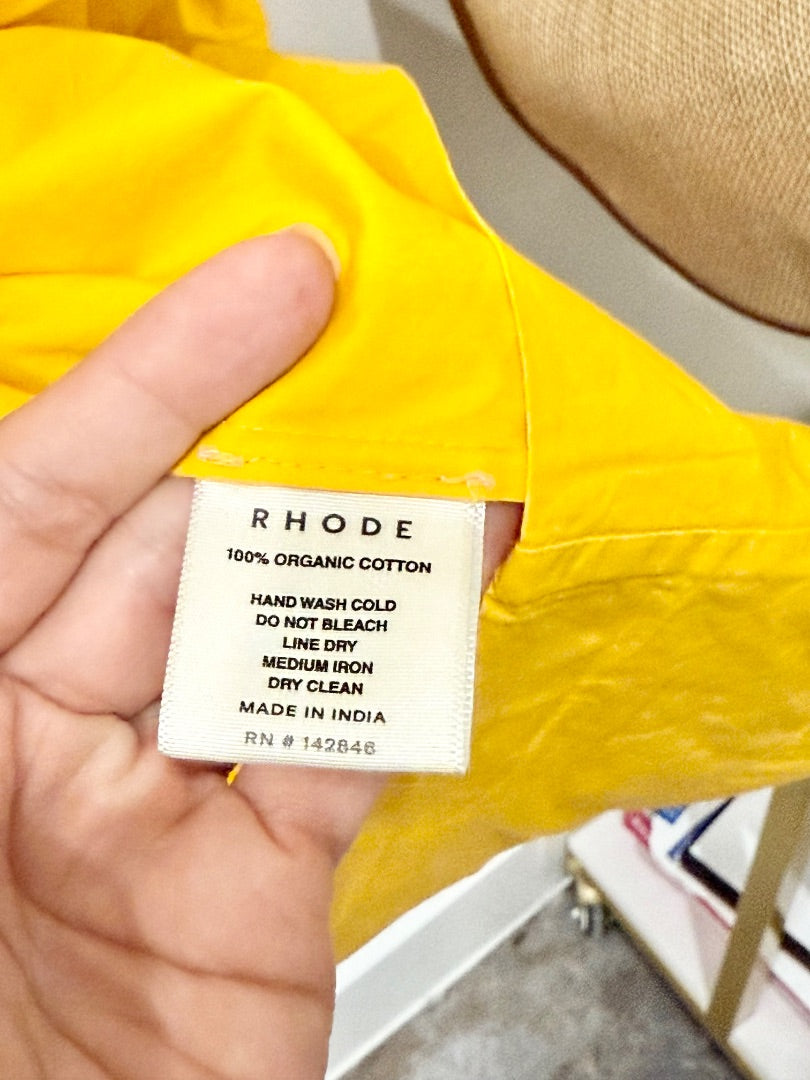 RHODE
100% ORGANIC COTTON
HAND WASH COLD
DO NOT BLEACH
LINE DRY
MEDIUM IRON
DRY CLEAN
MADE IN INDIA
RN # 142846